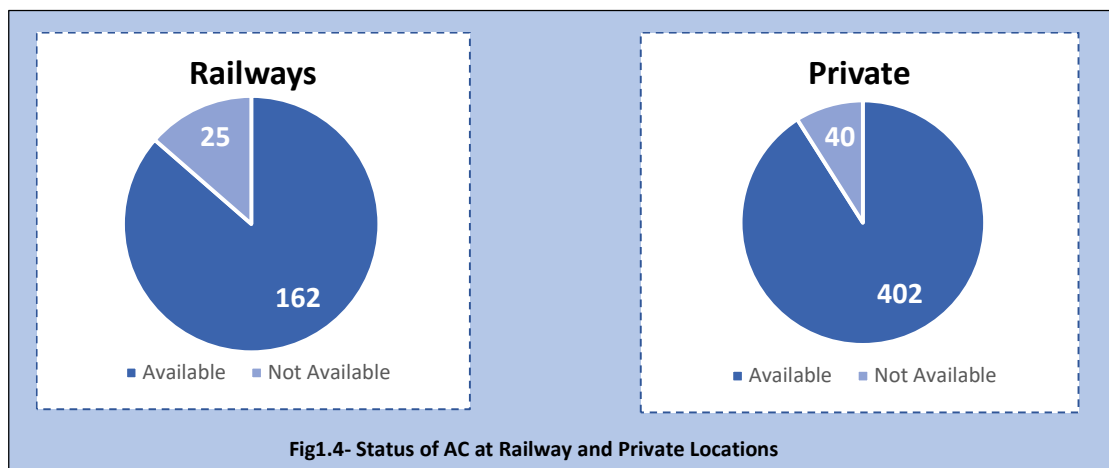 Railways
25
162
Available Not Available
Private
40
402
Available Not Available
Fig1.4- Status of AC at Railway and Private Locations